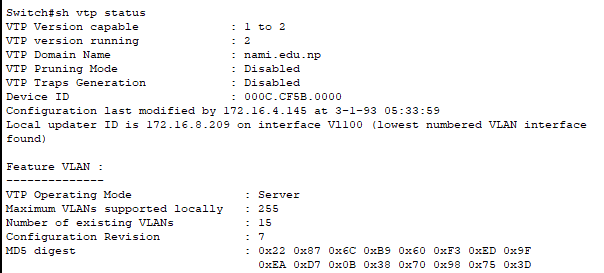 Switch#sh vtp status
VTP Version capable : 1 to 2
VTP version running : 2
VTP Domain Name : nami.edu.np
VTP Pruning Mode : Disabled
VTP Traps Generation : Disabled
Device ID : 000C.CF5B.0000
Configuration last modified by 172.16.4.145 at 3-1-93 05:33:59
Local updater ID is 172.16.8.209 on interface Vl100 (lowest numbered VLAN interface
found)
Feature VLAN :
--------------
VTP Operating Mode : Server
Maximum VLANs supported locally : 255
Number of existing VLANs : 15
Configuration Revision : 7
MD5 digest : 0x22 0x87 0x6C 0xB9 0x60 0xF3 0xED 0x9F
0xEA 0xD7 0x0B 0x38 0x70 0x98 0x75 0x3D